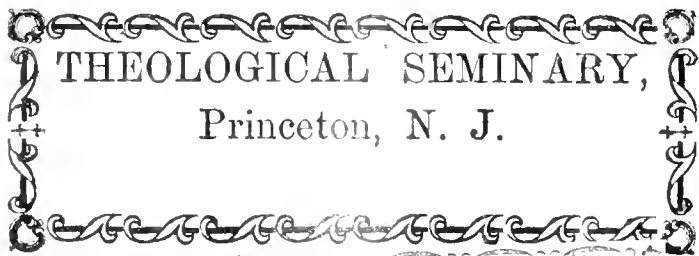 THEOLOGICAL SEMINARY,
Princeton, N. J.